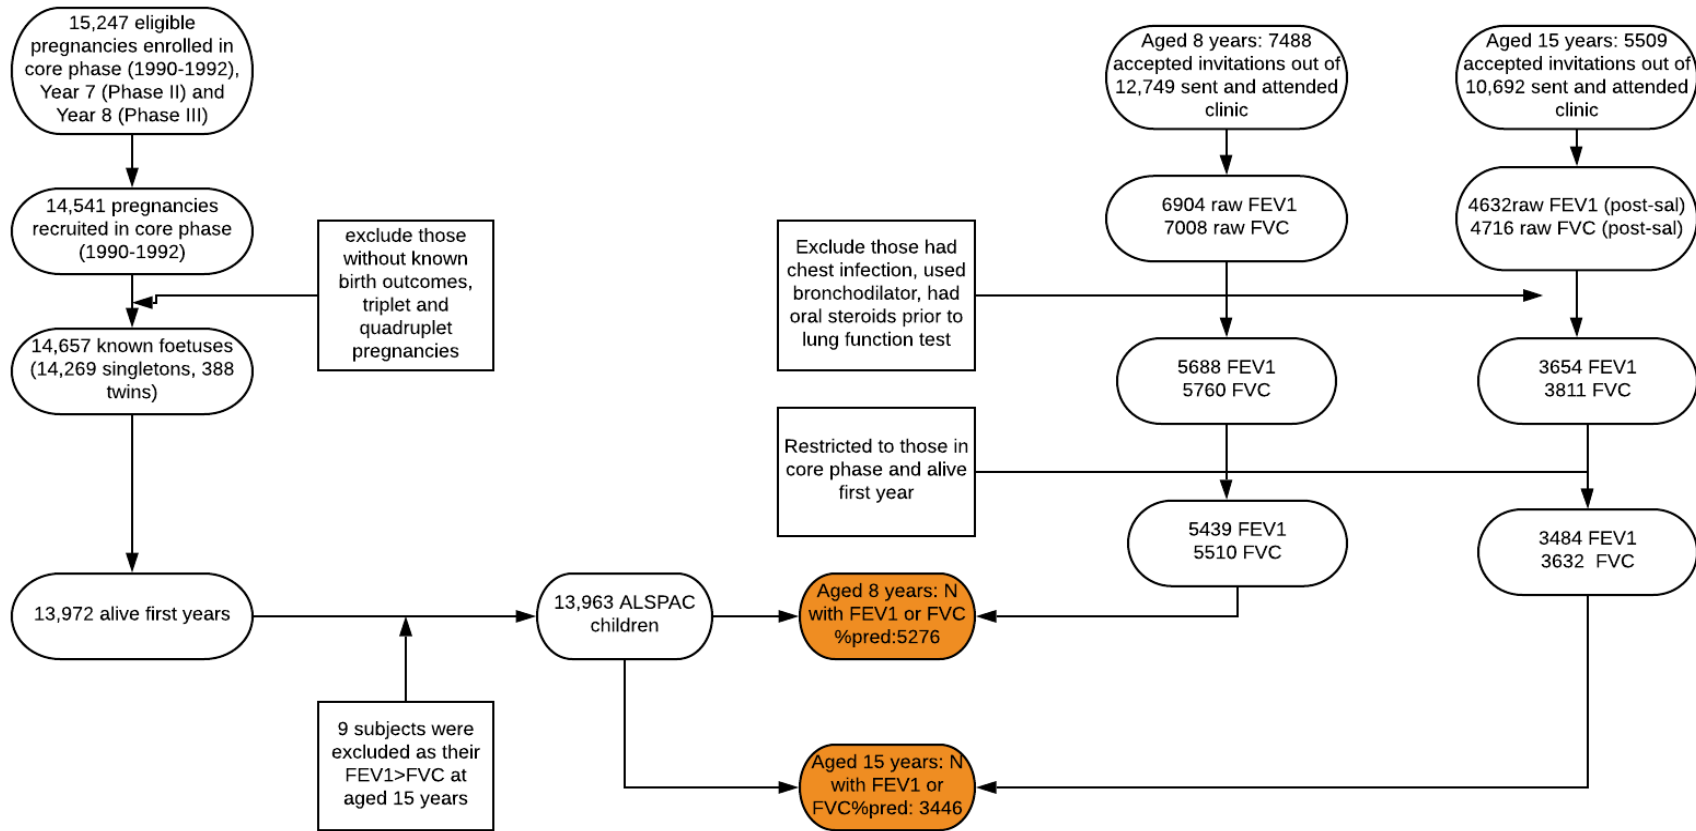 15,247 eligible
pregnancies enrolled in
core phase (1990-1992),
Year 7 (Phase II) and
Year 8 (Phase III)
14,541 pregnancies
recruited in core phase
(1990-1992)
exclude those
without known
birth outcomes,
triplet and
quadruplet
pregnancies
14,657 known foetuses
(14,269 singletons, 388
twins)
13,972 alive first years
9 subjects were
excluded as their
FEV1>FVC at
aged 15 years
13,963 ALSPAC
children
Aged 8 years: 7488
accepted invitations out of
12,749 sent and attended
clinic
Aged 15 years: 5509
accepted invitations out of
10,692 sent and attended
clinic
6904 raw FEV1
7008 raw FVC
4632raw FEV1 (post-sal)
4716 raw FVC (post-sal)
Exclude those had
chest infection, used
bronchodilator, had
oral steroids prior to
lung function test
5688 FEV1
5760 FVC
3654 FEV1
3811 FVC
Restricted to those in
core phase and alive
first year
5439 FEV1
5510 FVC
3484 FEV1
3632 FVC
Aged 8 years: N
with FEV1 or FVC
%pred:5276
Aged 15 years: N
with FEV1 or
FVC%pred: 3446